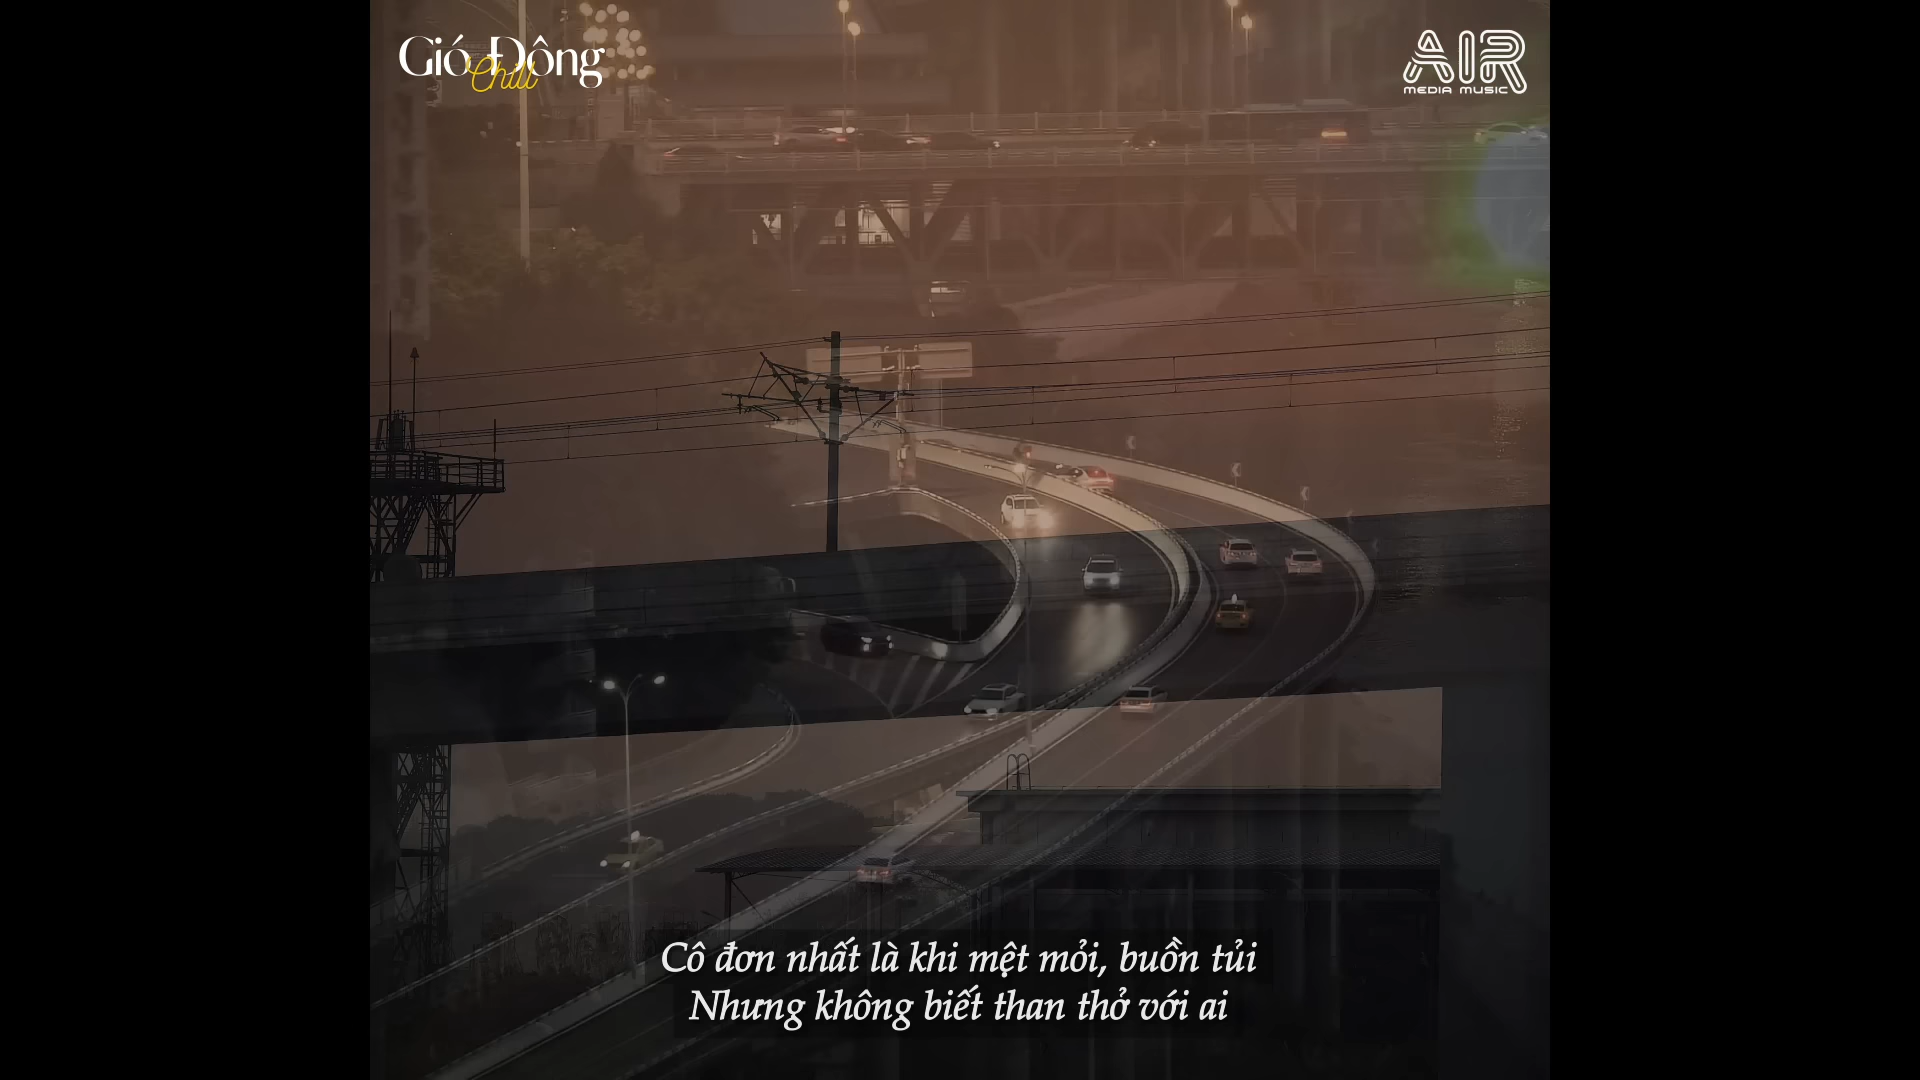 Gió Đông
Chill
AIR
MEDIA MUSIC
Cô đơn nhất là khi mệt mỏi, buồn tủi
Nhưng không biết than thở với ai